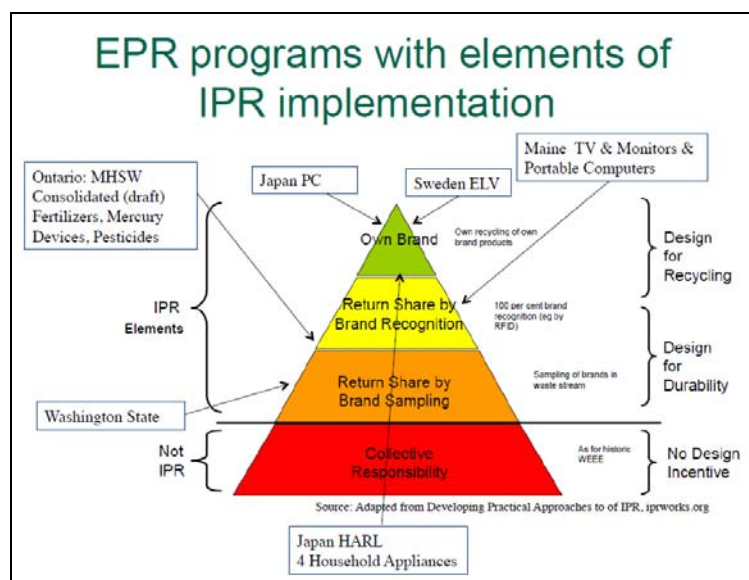 EPR programs with elements of
IPR implementation
Ontario: MHSW
Consolidated (draft)
Fertilizers, Mercury
Devices, Pesticides
Japan PC
Sweden ELV
Maine TV & Monitors &
Portable Computers
Own Brand
Own recycling of own
brand products
Design
for
Recycling
IPR
Elements
Return Share by
Brand Recognition
100 per cent brand
recognition (eg by
RFID)
Return Share by
Brand Sampling
Sampling of brands in
waste stream
Design
for
Durability
Washington State
Not
IPR
Collective
Responsibility
As for historic
WEEE
No Design
Incentive
Source: Adapted from Developing Practical Approaches to of IPR, iprworks.org
Japan HARL
4 Household Appliances